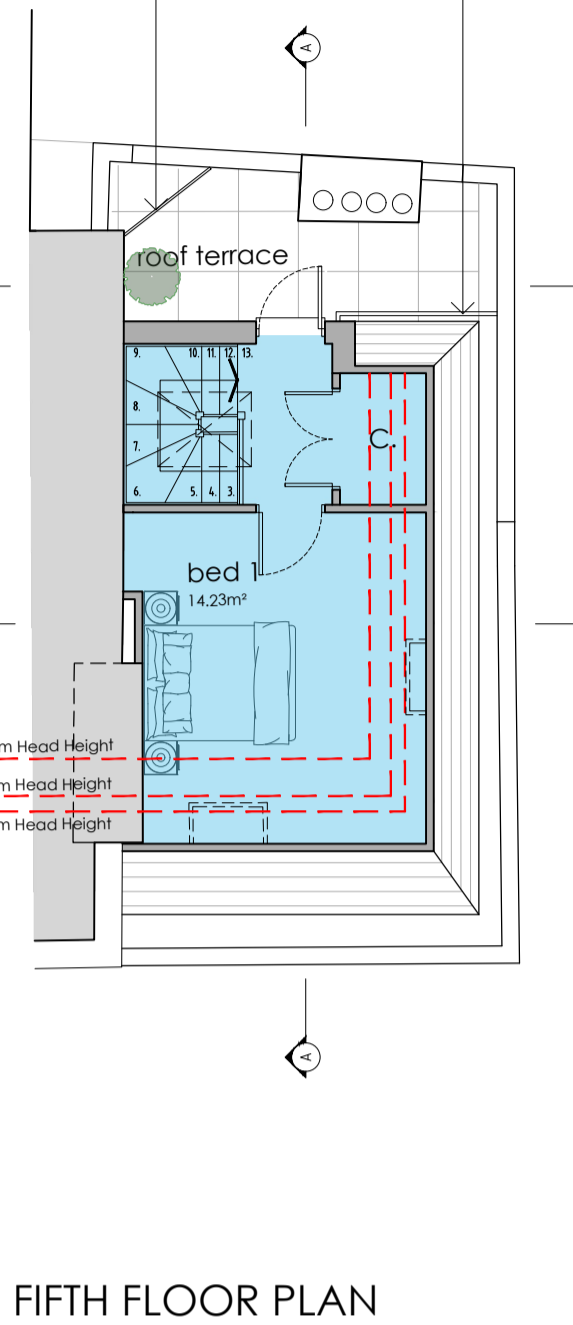 A
roof terrace
9. 10. 11. 12. 13.
8.
C.
7.
6. 5. 4. 3.
bed 1
14.23m²
m Head Height
m Head Height
m Head Height
A
FIFTH FLOOR PLAN